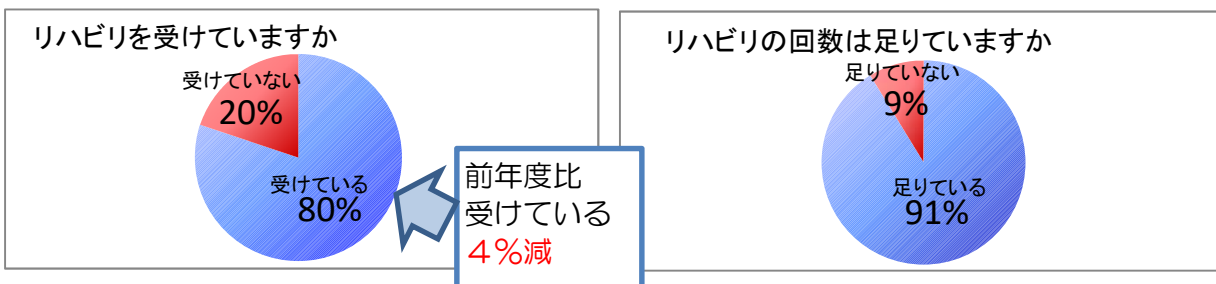 リハビリを受けていますか
受けていない
20%
受けている
80%
前年度比
受けている
４％減
リハビリの回数は足りていますか
足りていない
9%
足りている
91%